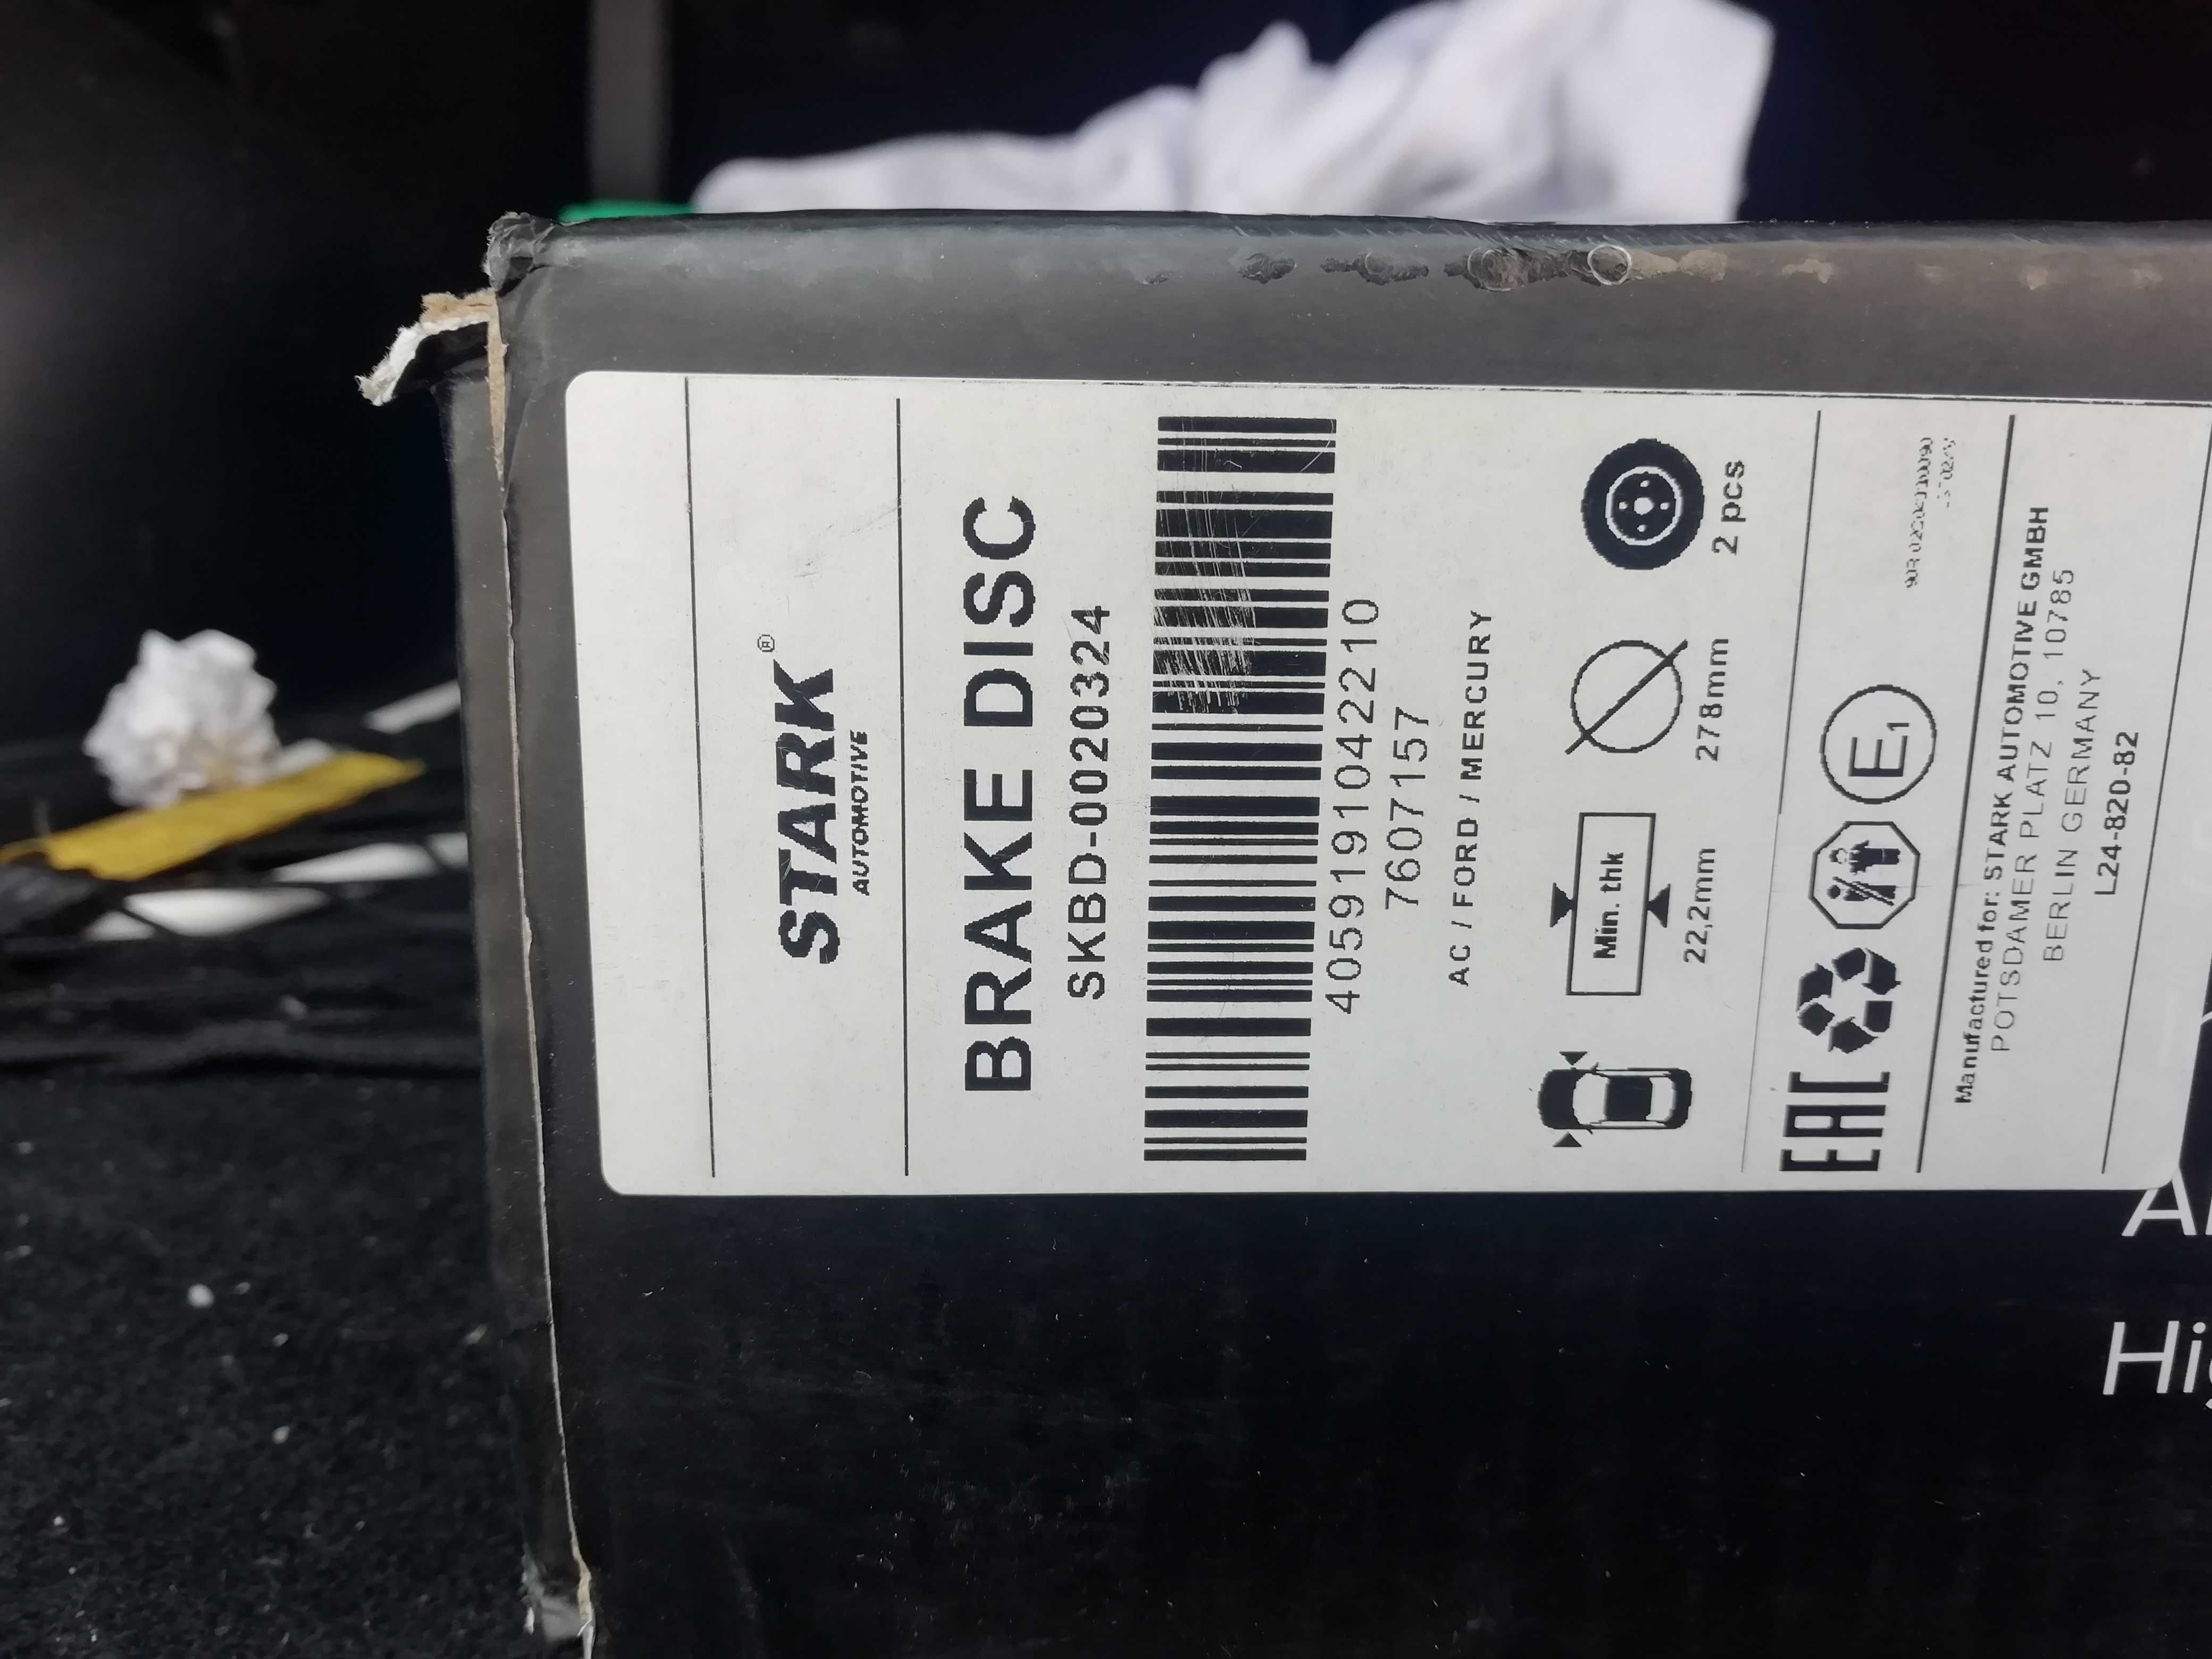 STARK®
AUTOMOTIVE
BRAKE DISC
SKBD-0020324
4059191042210
7607157
AC / FORD / MERCURY
Min. thk
22,2mm
278mm
2 pcs
EAC
E1
Manufactured for: STARK AUTOMOTIVE GMBH
POTSDAMER PLATZ 10, 10785
BERLIN GERMANY
L24-820-82